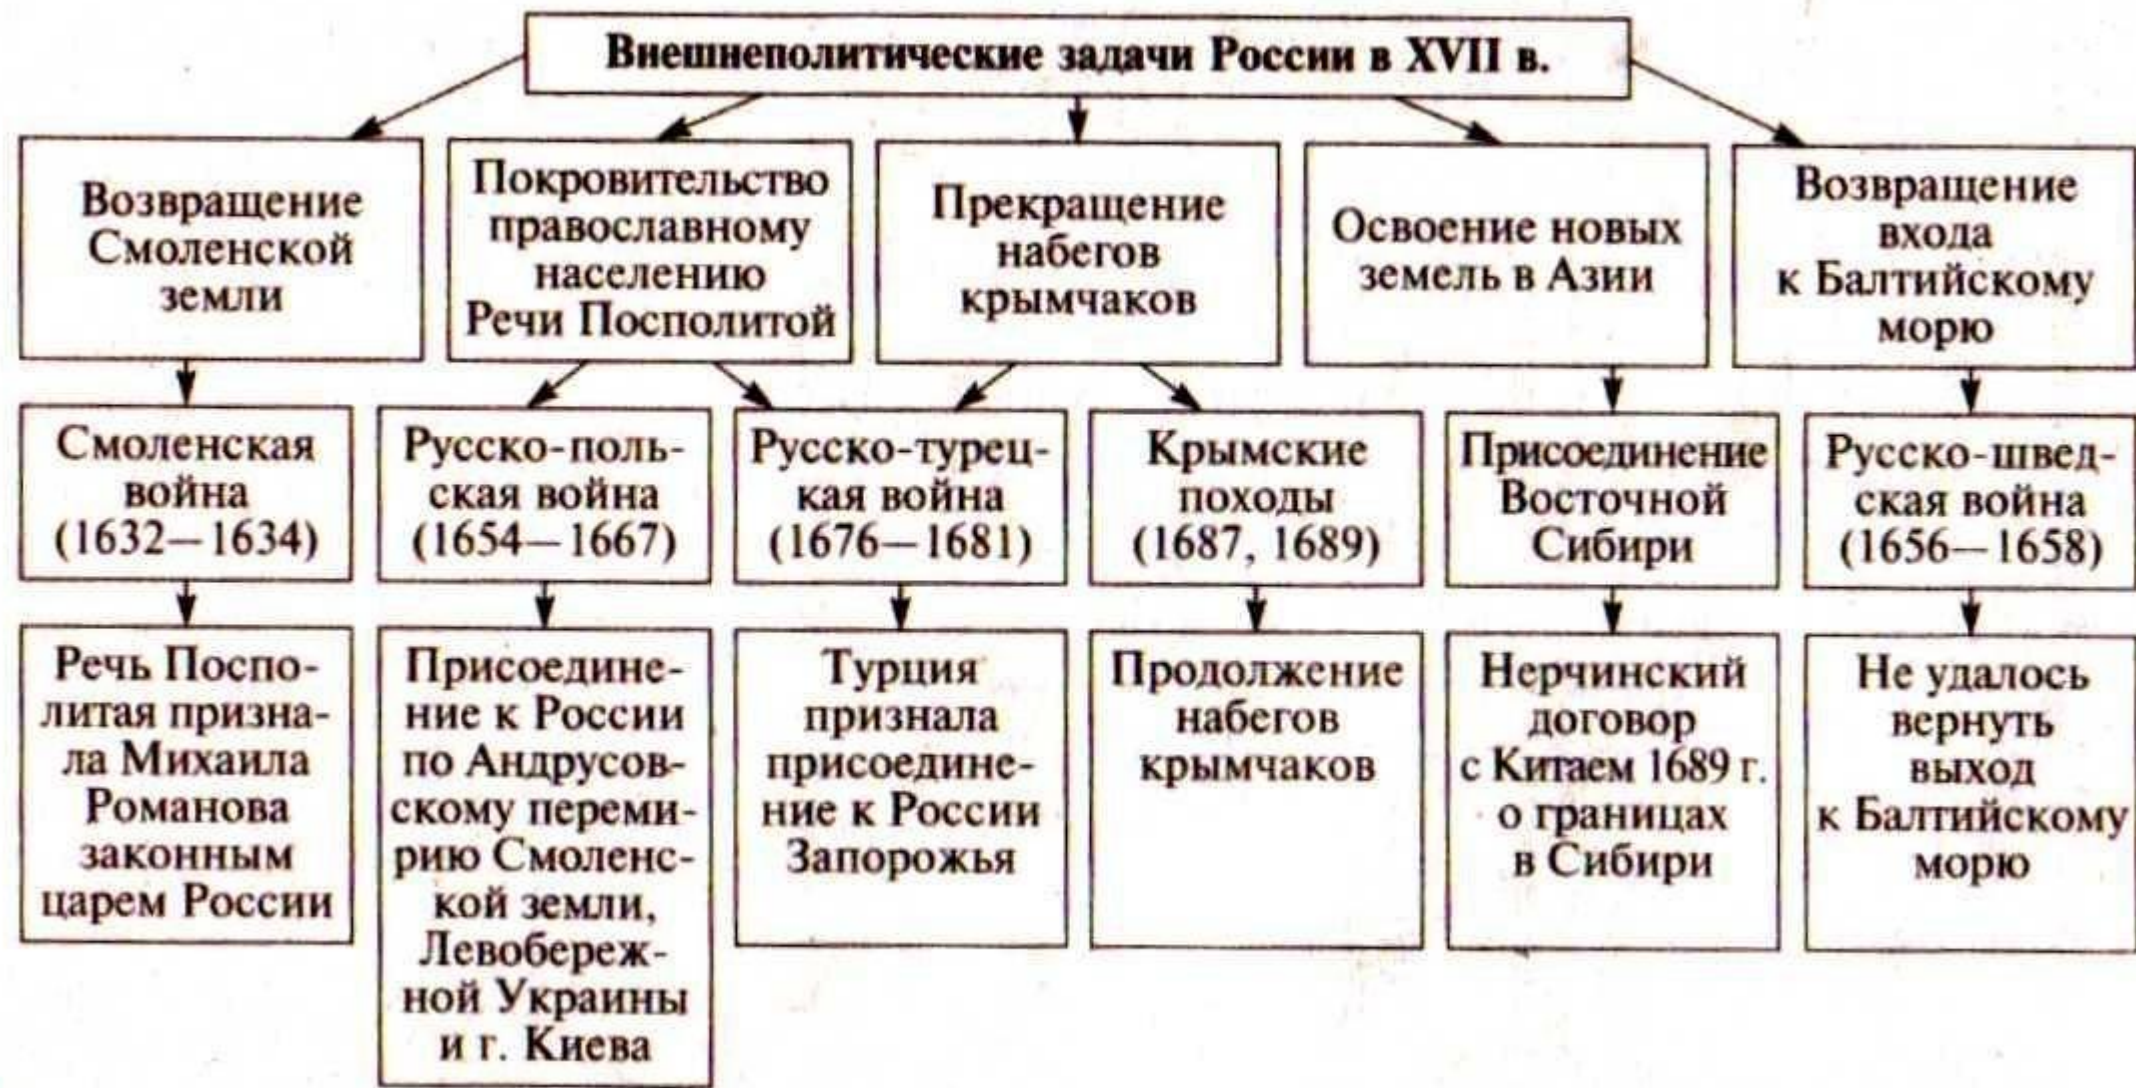 Внешнеполитические задачи России в XVII в.
Возвращение
Смоленской
земли
Покровительство
православному
населению
Речи Посполитой
Прекращение
набегов
крымчаков
Освоение новых
земель в Азии
Возвращение
входа
к Балтийскому
морю
Смоленская
война
(1632—1634)
Русско-поль-
ская война
(1654—1667)
Русско-турец-
кая война
(1676—1681)
Крымские
походы
(1687, 1689)
Присоединение
Восточной
Сибири
Русско-швед-
ская война
(1656—1658)
Речь Поспо-
литая призна-
ла Михаила
Романова
законным
царем России
Присоедине-
ние к России
по Андрусов-
скому переми-
рию Смоленс-
кой земли,
Левобереж-
ной Украины
и г. Киева
Турция
признала
присоедине-
ние к России
Запорожья
Продолжение
набегов
крымчаков
Нерчинский
договор
с Китаем 1689 г.
о границах
в Сибири
Не удалось
вернуть
выход
к Балтийскому
морю